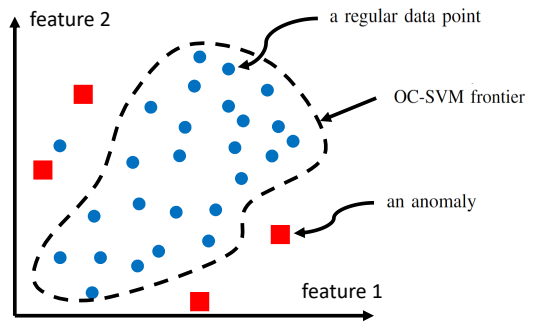 feature 2
a regular data point
OC-SVM frontier
an anomaly
feature 1